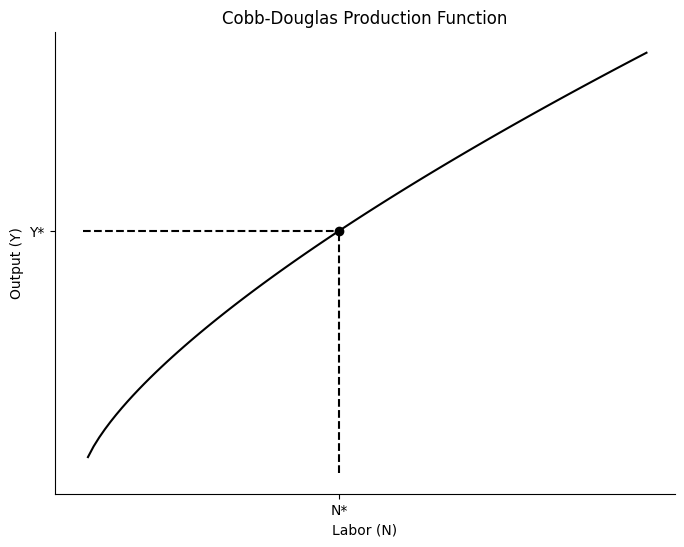 Cobb-Douglas Production Function
Output (Y)
Y*
N*
Labor (N)